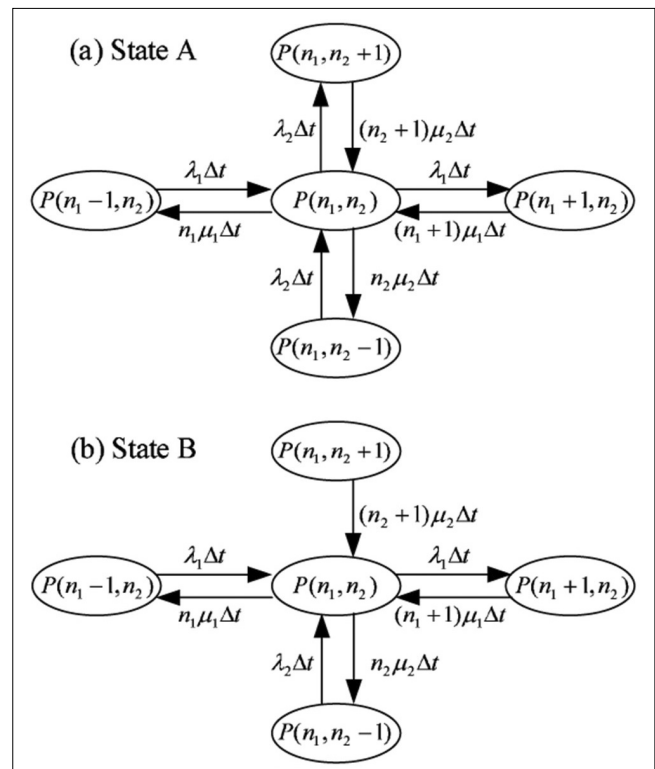 (a) State A
P(n₁, n₂ + 1)
λ₂Δt
(n₂ + 1)μ₂Δt
λ₁Δt
λ₁Δt
P(n₁ − 1, n₂)
P(n₁, n₂)
P(n₁ + 1, n₂)
n₁μ₁Δt
(n₁ + 1)μ₁Δt
λ₂Δt
n₂μ₂Δt
P(n₁, n₂ − 1)
(b) State B
P(n₁, n₂ + 1)
(n₂ + 1)μ₂Δt
λ₁Δt
λ₁Δt
P(n₁ − 1, n₂)
P(n₁, n₂)
P(n₁ + 1, n₂)
n₁μ₁Δt
(n₁ + 1)μ₁Δt
λ₂Δt
n₂μ₂Δt
P(n₁, n₂ − 1)